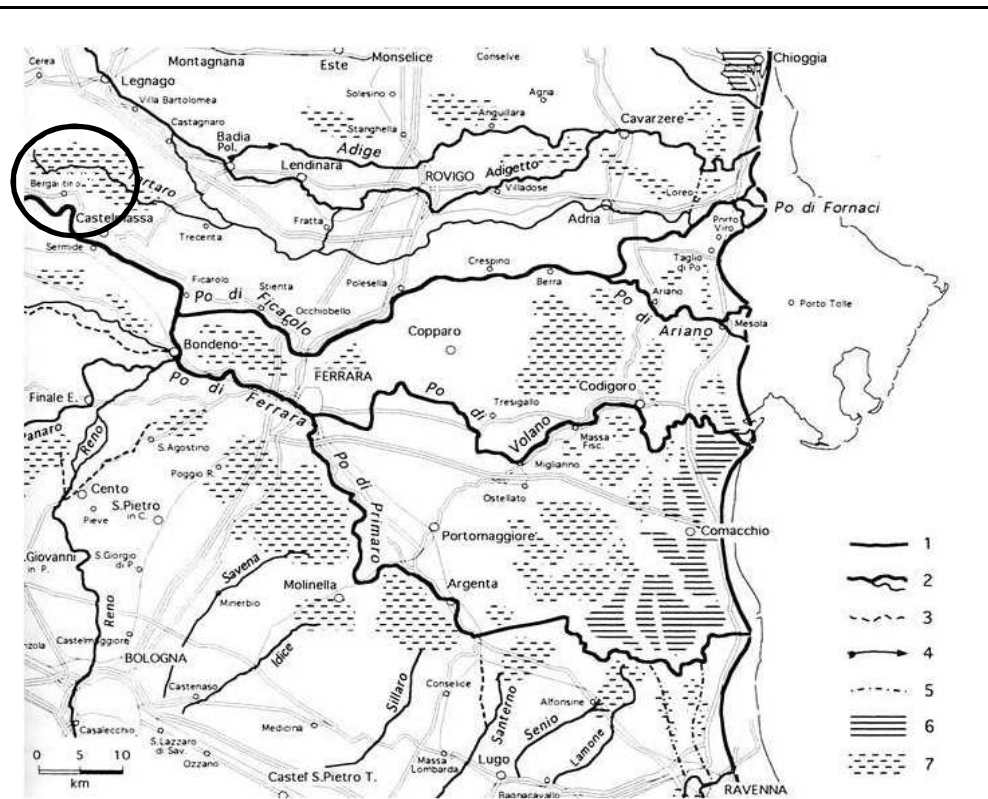 Cerea
Montagnana
Este
Monselice
Conselve
Chioggia
Legnago
Solesino
Agna
Villa Bartolomea
Castagnaro
Stanghella
Anguillara
Cavarzere
Badia
Pol.
Adige
Lendinara
ROVIGO
Adigetto
Bergantino
Villadose
Loreo
Castelmassa
Fratta
Adria
Po di Fornaci
Trecenta
Porto
Viro
Sermide
Crespino
Taglio
di Po
Ficarolo
Stienta
Polesella
Berra
Ariano
Po di Ficarolo
Occhiobello
Po di Ariano
Porto Tolle
Mesola
Copparo
Bondeno
FERRARA
Po di Ferrara
Codigoro
Finale E.
Po di Volano
Tresigallo
Reno
S.Agostino
Massa
Fisc.
Poggio R.
Po di Primaro
Migliarino
Cento
Ostellato
S.Pietro
in C.
Pieve
Portomaggiore
Comacchio
Giovanni
in P.
S.Giorgio
di P.
Savena
1
Molinella
Argenta
2
Minerbio
Reno
3
Castelmaggiore
Idice
4
BOLOGNA
Sillaro
Conselice
5
Castenaso
Santerno
Alfonsine
Senio
6
Medicina
Lamone
Casalecchio
S.Lazzaro
di Sav.
Ozzano
Massa
Lombarda
Lugo
7
0 5 10
km
Castel S.Pietro T.
Bagnacavallo
RAVENNA